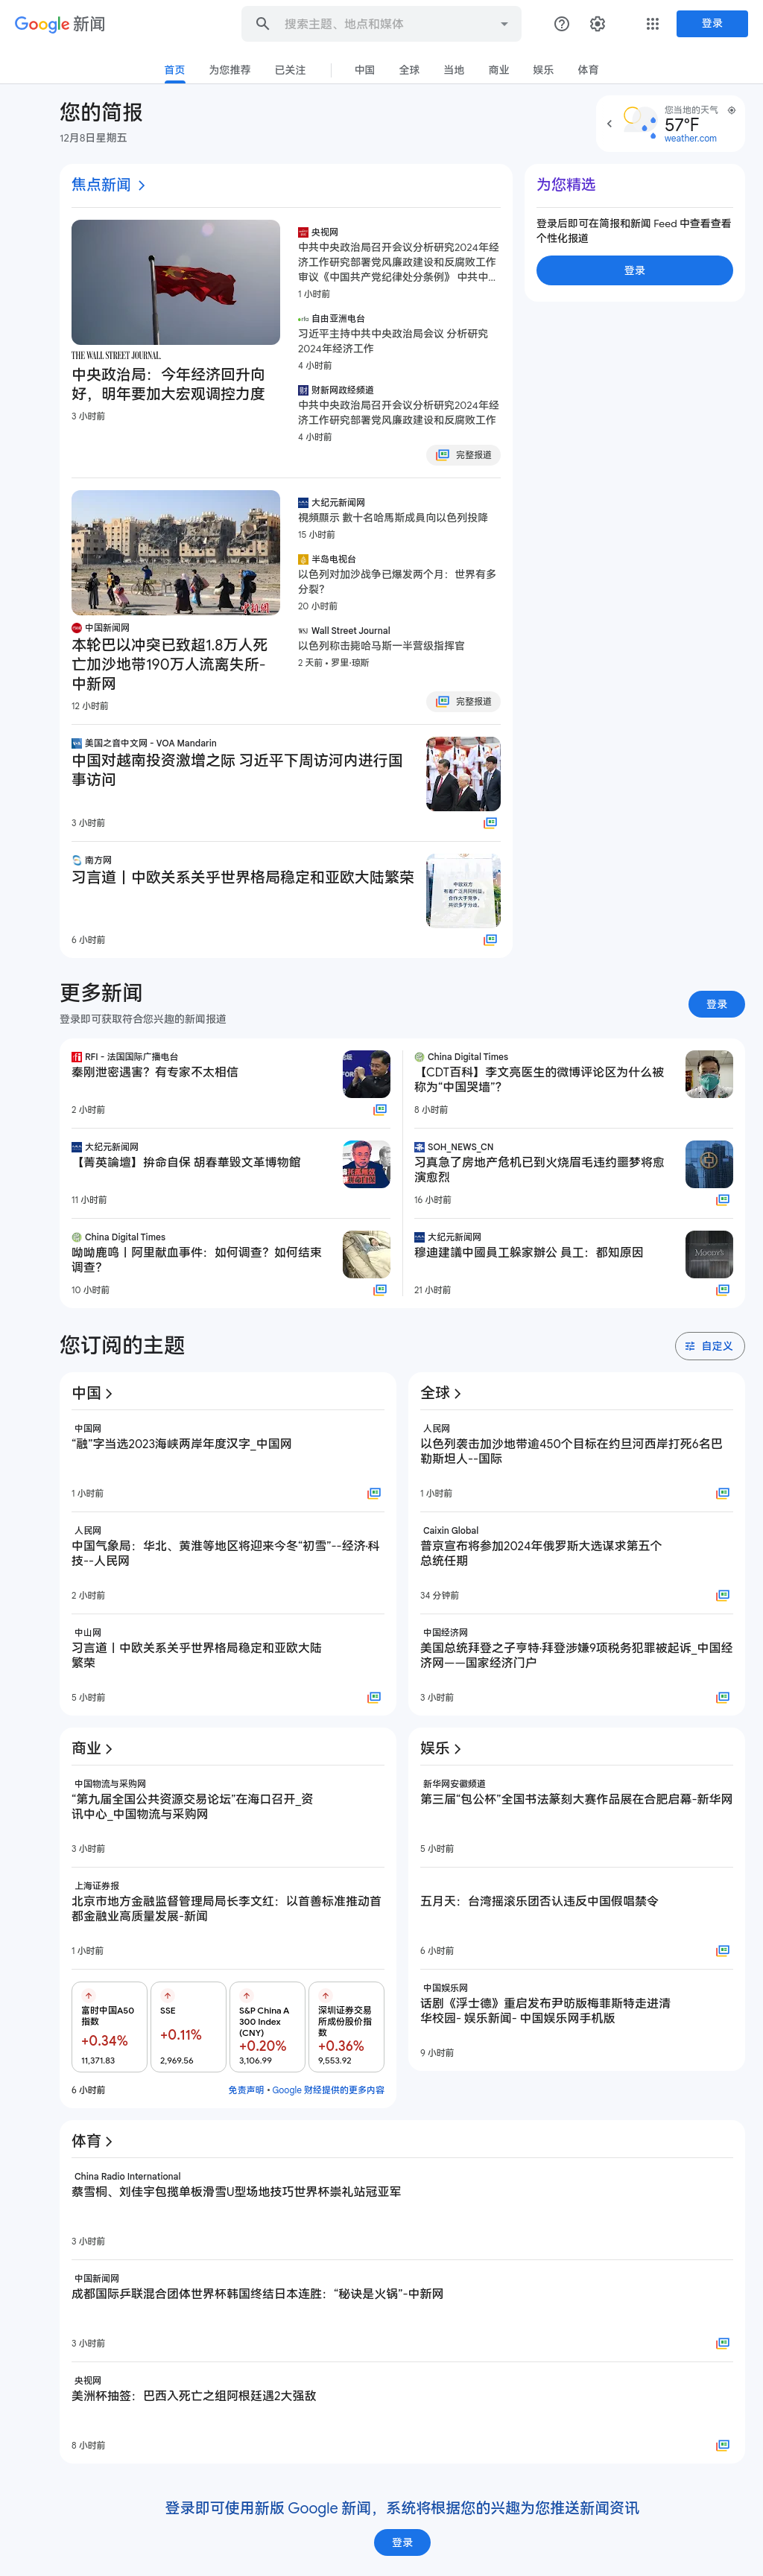 Google 新闻
搜索主题、地点和媒体
登录
首页
为您推荐
已关注
中国
全球
当地
商业
娱乐
体育
您的简报
12月8日星期五
您当地的天气
57°F
weather.com
焦点新闻
THE WALL STREET JOURNAL.
中央政治局：今年经济回升向
好，明年要加大宏观调控力度
3 小时前
央视网
中共中央政治局召开会议分析研究2024年经
济工作研究部署党风廉政建设和反腐败工作
审议《中国共产党纪律处分条例》 中共中...
1 小时前
自由亚洲电台
习近平主持中共中央政治局会议 分析研究
2024年经济工作
4 小时前
财新网政经频道
中共中央政治局召开会议分析研究2024年经
济工作研究部署党风廉政建设和反腐败工作
4 小时前
完整报道
为您精选
登录后即可在简报和新闻 Feed 中查看查看
个性化报道
登录
中新网
中国新闻网
本轮巴以冲突已致超1.8万人死
亡加沙地带190万人流离失所-
中新网
12 小时前
大纪元新闻网
視頻顯示 數十名哈馬斯成員向以色列投降
15 小时前
半岛电视台
以色列对加沙战争已爆发两个月：世界有多
分裂？
20 小时前
WSJ Wall Street Journal
以色列称击毙哈马斯一半营级指挥官
2 天前 • 罗里·琼斯
完整报道
美国之音中文网 - VOA Mandarin
中国对越南投资激增之际 习近平下周访河内进行国
事访问
3 小时前
南方网
习言道丨中欧关系关乎世界格局稳定和亚欧大陆繁荣
6 小时前
更多新闻
登录即可获取符合您兴趣的新闻报道
登录
RFI - 法国国际广播电台
秦刚泄密遇害？有专家不太相信
2 小时前
大纪元新闻网
【菁英論壇】拚命自保 胡春華毀文革博物館
11 小时前
China Digital Times
呦呦鹿鸣丨阿里献血事件：如何调查？如何结束
调查？
10 小时前
China Digital Times
【CDT百科】李文亮医生的微博评论区为什么被
称为“中国哭墙”？
8 小时前
SOH_NEWS_CN
习真急了房地产危机已到火烧眉毛违约噩梦将愈
演愈烈
16 小时前
大纪元新闻网
穆迪建議中國員工躲家辦公 員工：都知原因
MOODY'S
21 小时前
您订阅的主题
自定义
中国
中国网
“融”字当选2023海峡两岸年度汉字_中国网
1 小时前
人民网
中国气象局：华北、黄淮等地区将迎来今冬“初雪”--经济·科
技--人民网
2 小时前
中山网
习言道丨中欧关系关乎世界格局稳定和亚欧大陆
繁荣
5 小时前
全球
人民网
以色列袭击加沙地带逾450个目标在约旦河西岸打死6名巴
勒斯坦人--国际
1 小时前
Caixin Global
普京宣布将参加2024年俄罗斯大选谋求第五个
总统任期
34 分钟前
中国经济网
美国总统拜登之子亨特·拜登涉嫌9项税务犯罪被起诉_中国经
济网——国家经济门户
3 小时前
商业
中国物流与采购网
“第九届全国公共资源交易论坛”在海口召开_资
讯中心_中国物流与采购网
3 小时前
上海证券报
北京市地方金融监督管理局局长李文红：以首善标准推动首
都金融业高质量发展-新闻
1 小时前
富时中国A50
指数
+0.34%
11,371.83
SSE
+0.11%
2,969.56
S&P China A
300 Index
(CNY)
+0.20%
3,106.99
深圳证券交易
所成份股价指
数
+0.36%
9,553.92
6 小时前
免责声明 • Google 财经提供的更多内容
娱乐
新华网安徽频道
第三届“包公杯”全国书法篆刻大赛作品展在合肥启幕-新华网
5 小时前
五月天：台湾摇滚乐团否认违反中国假唱禁令
6 小时前
中国娱乐网
话剧《浮士德》重启发布尹昉版梅菲斯特走进清
华校园- 娱乐新闻- 中国娱乐网手机版
9 小时前
体育
China Radio International
蔡雪桐、刘佳宇包揽单板滑雪U型场地技巧世界杯崇礼站冠亚军
3 小时前
中国新闻网
成都国际乒联混合团体世界杯韩国终结日本连胜：“秘诀是火锅”-中新网
3 小时前
央视网
美洲杯抽签：巴西入死亡之组阿根廷遇2大强敌
8 小时前
登录即可使用新版 Google 新闻，系统将根据您的兴趣为您推送新闻资讯
登录